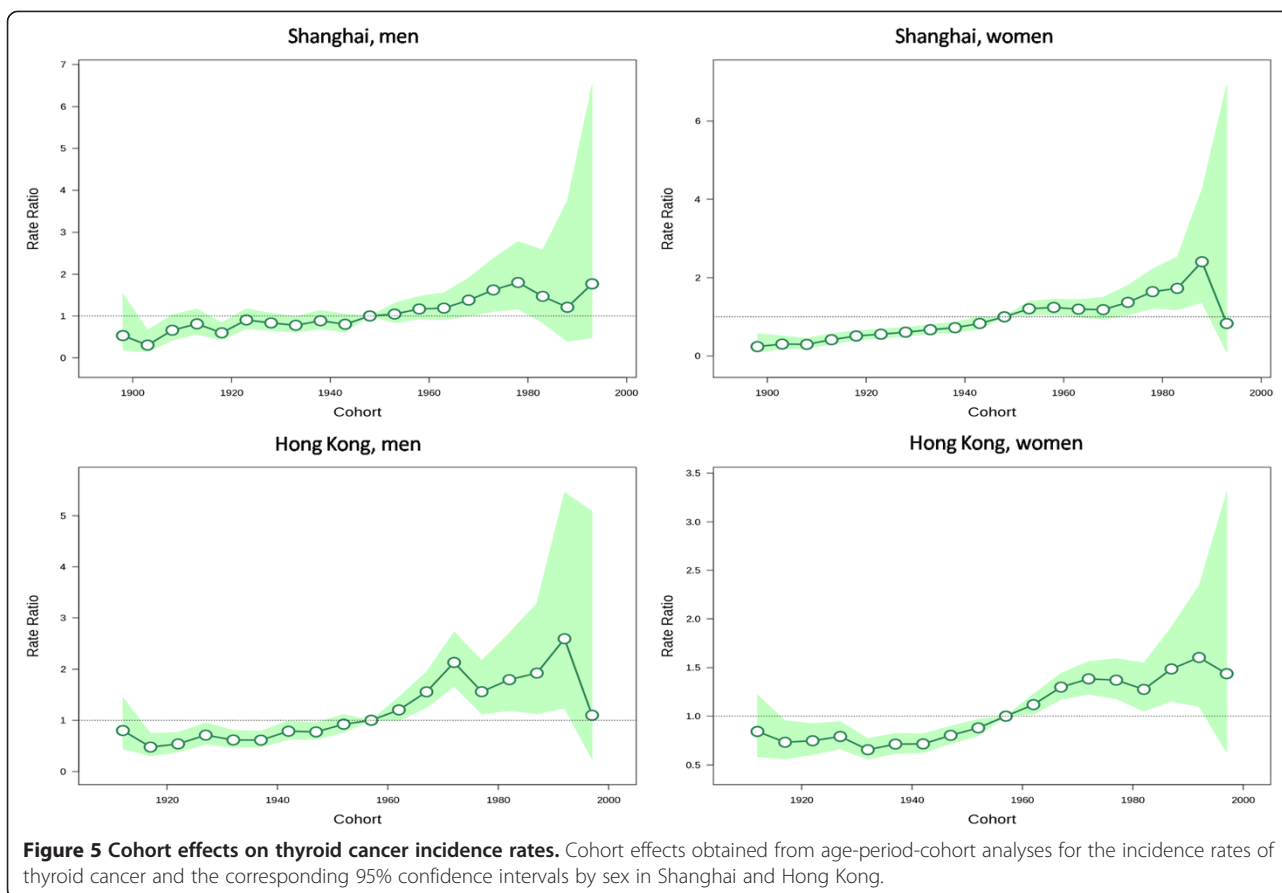 Shanghai, men
7
6
5
4
3
2
1
0
Rate Ratio
1900 1920 1940 1960 1980 2000
Cohort
Shanghai, women
6
4
2
1
0
Rate Ratio
1900 1920 1940 1960 1980 2000
Cohort
Hong Kong, men
5
4
3
2
1
0
Rate Ratio
1920 1940 1960 1980 2000
Cohort
Hong Kong, women
3.5
3.0
2.5
2.0
1.5
1.0
0.5
Rate Ratio
1920 1940 1960 1980 2000
Cohort
Figure 5 Cohort effects on thyroid cancer incidence rates. Cohort effects obtained from age-period-cohort analyses for the incidence rates of
thyroid cancer and the corresponding 95% confidence intervals by sex in Shanghai and Hong Kong.